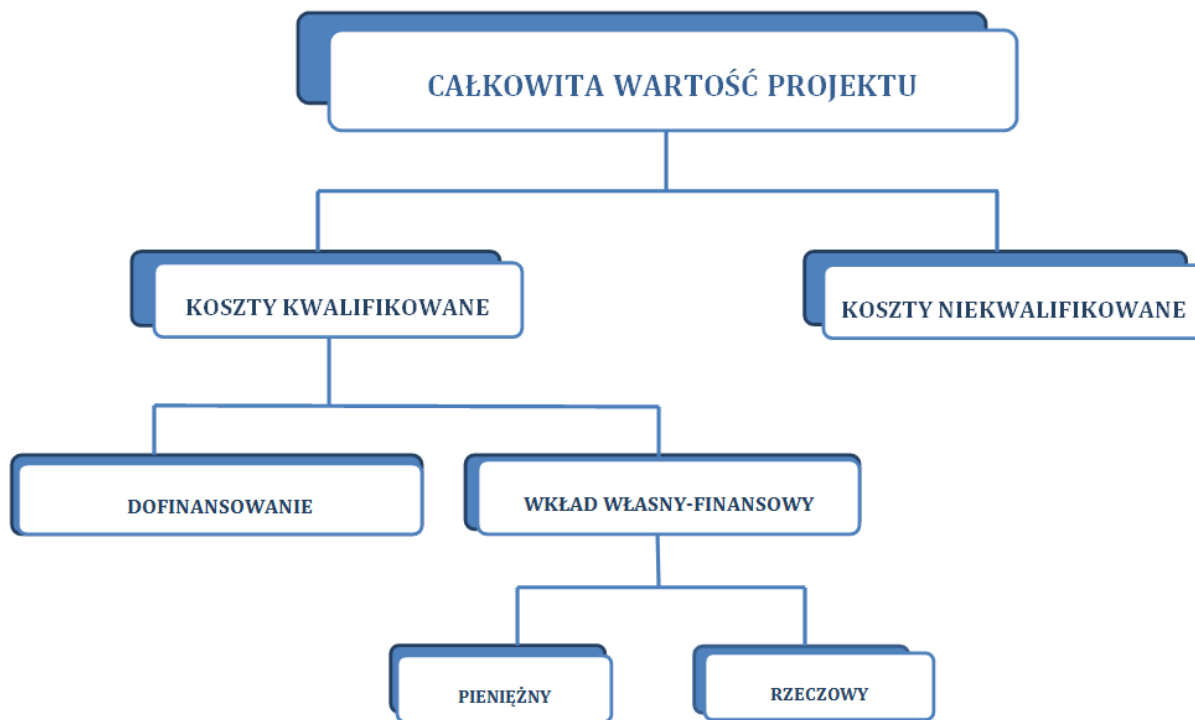 CAŁKOWITA WARTOŚĆ PROJEKTU
KOSZTY KWALIFIKOWANE
KOSZTY NIEKWALIFIKOWANE
DOFINANSOWANIE
WKŁAD WŁASNY-FINANSOWY
PIENIĘŻNY
RZECZOWY